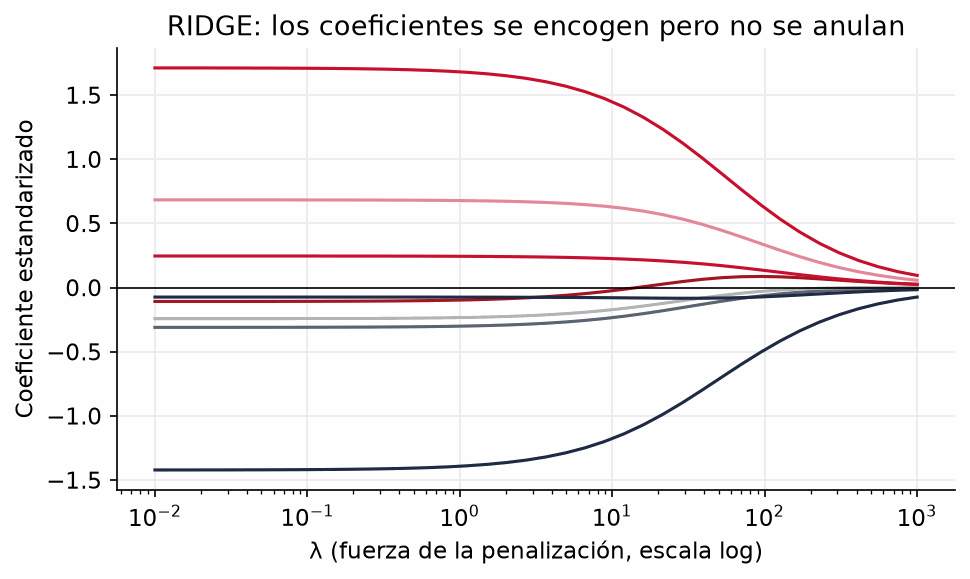 RIDGE: los coeficientes se encogen pero no se anulan
Coeficiente estandarizado
1.5
1.0
0.5
0.0
−0.5
−1.0
−1.5
10⁻² 10⁻¹ 10⁰ 10¹ 10² 10³
λ (fuerza de la penalización, escala log)